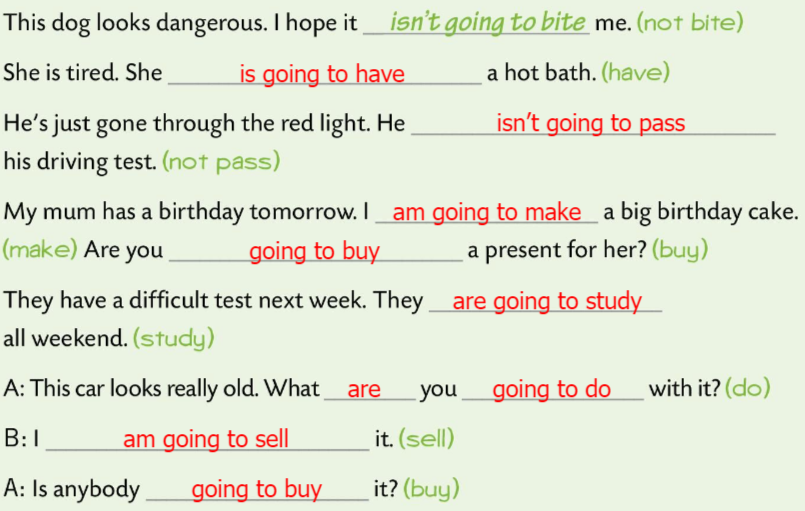 This dog looks dangerous. I hope it isn't going to bite me. (not bite)
She is tired. She is going to have a hot bath. (have)
He's just gone through the red light. He isn't going to pass
his driving test. (not pass)
My mum has a birthday tomorrow. I am going to make a big birthday cake.
(make) Are you going to buy a present for her? (buy)
They have a difficult test next week. They are going to study
all weekend. (study)
A: This car looks really old. What are you going to do with it? (do)
B: I am going to sell it. (sell)
A: Is anybody going to buy it? (buy)